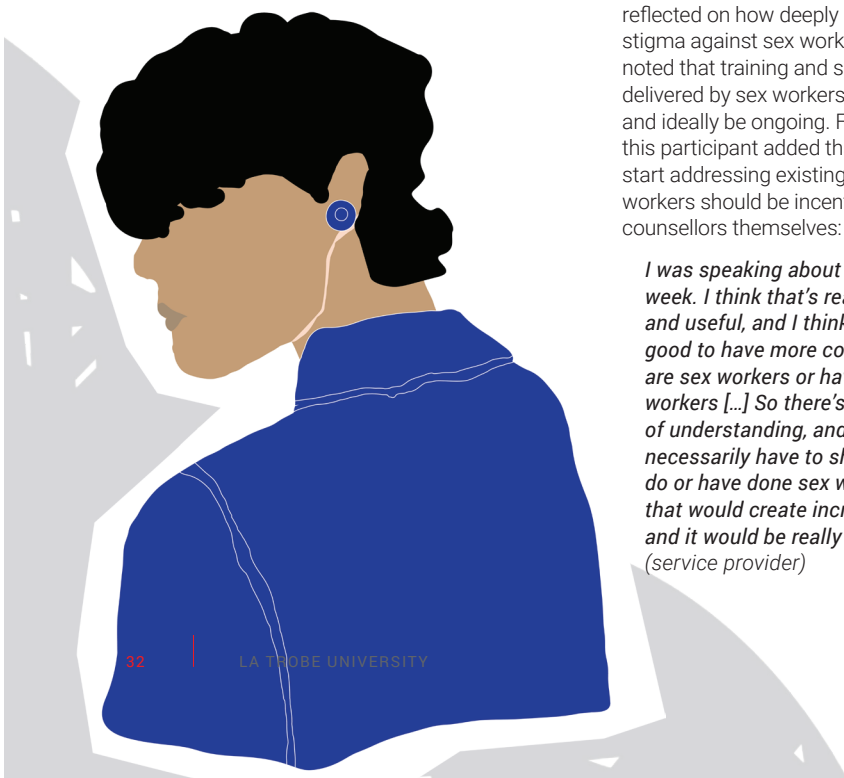 reflected on how deeply
stigma against sex work
noted that training and s
delivered by sex workers
and ideally be ongoing. F
this participant added th
start addressing existing
workers should be incen
counsellors themselves:
I was speaking about
week. I think that's rea
and useful, and I think
good to have more co
are sex workers or ha
workers […] So there's
of understanding, and
necessarily have to sh
do or have done sex w
that would create incr
and it would be really
(service provider)
32
LA TROBE UNIVERSITY